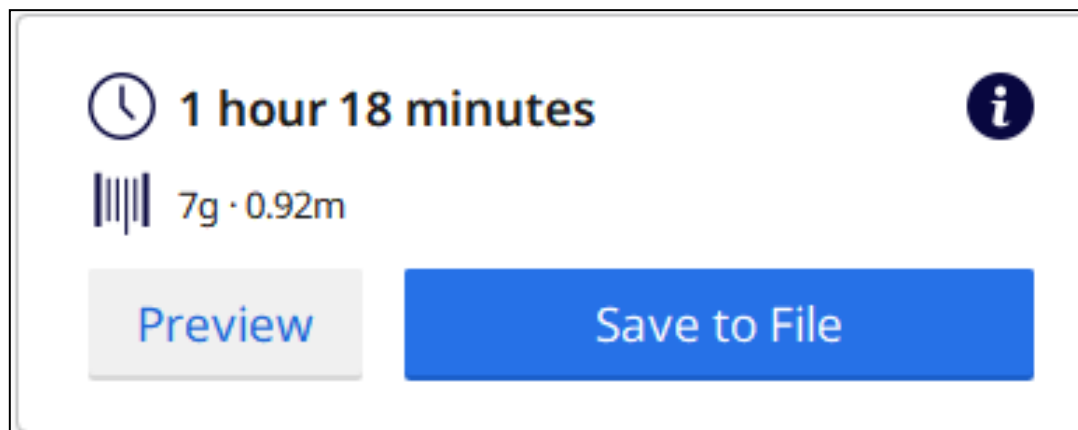 1 hour 18 minutes
i
7g · 0.92m
Preview
Save to File